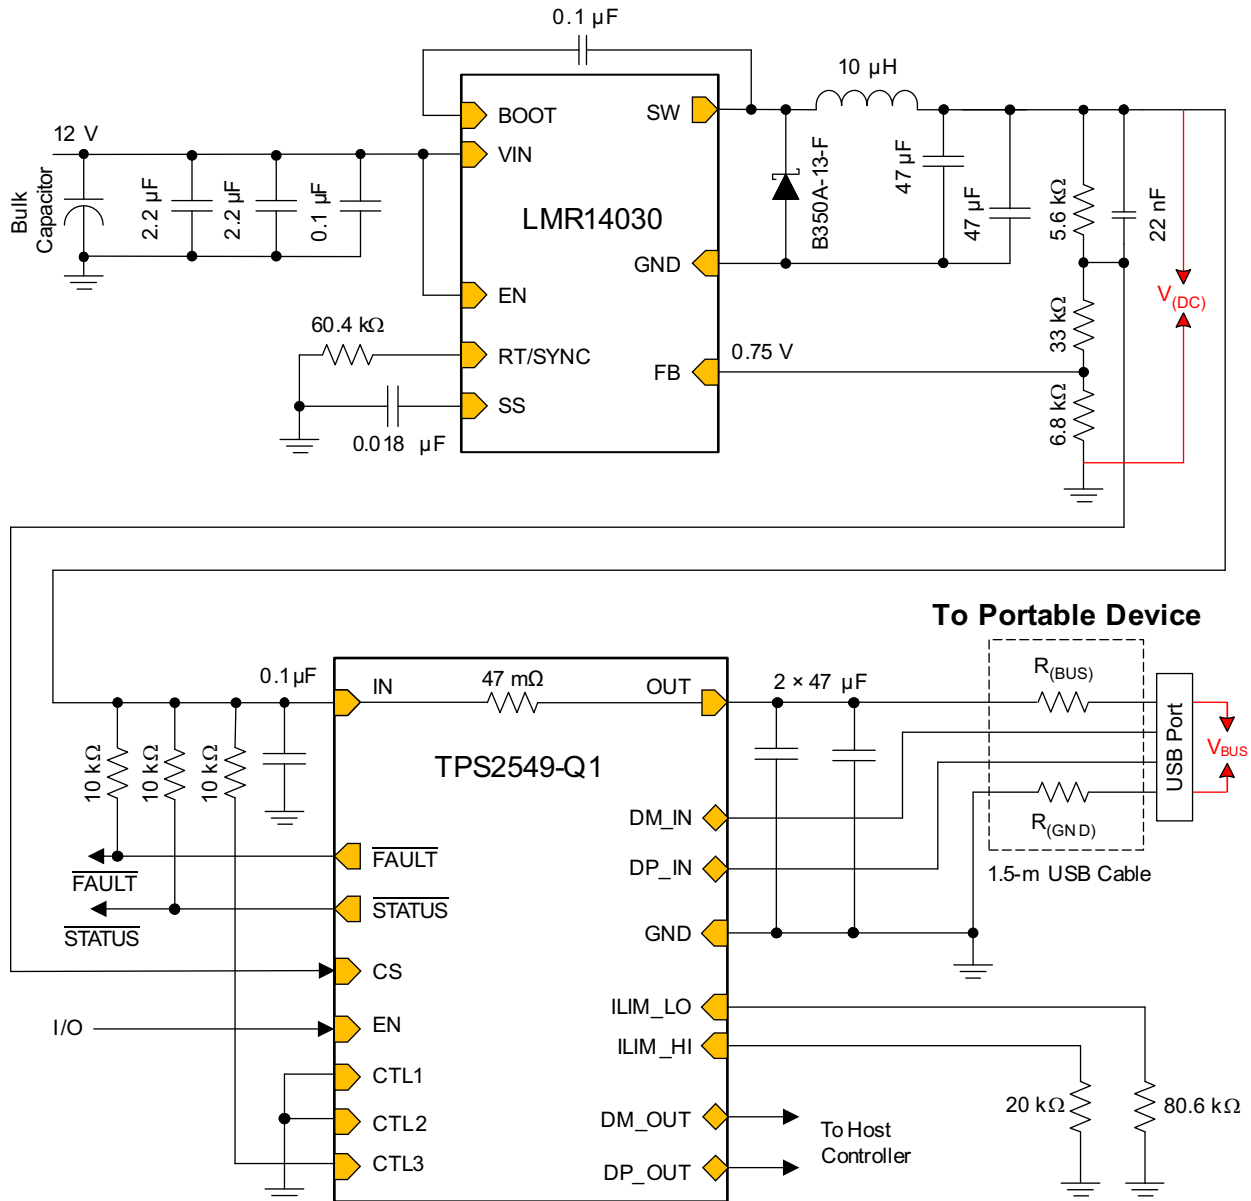 0.1 µF
10 µH
BOOT
SW
12 V
VIN
Bulk
Capacitor
2.2 µF
2.2 µF
0.1 µF
LMR14030
B350A-13-F
47 µF
47 µF
5.6 kΩ
22 nF
GND
EN
V(DC)
60.4 kΩ
33 kΩ
RT/SYNC
0.75 V
FB
SS
0.018 µF
6.8 kΩ
To Portable Device
0.1 µF
IN
47 mΩ
OUT
2 × 47 µF
R(BUS)
10 kΩ
10 kΩ
10 kΩ
TPS2549-Q1
USB Port
VBUS
DM_IN
R(GND)
FAULT
FAULT
DP_IN
1.5-m USB Cable
STATUS
STATUS
GND
CS
ILIM_LO
I/O
EN
ILIM_HI
CTL1
20 kΩ
80.6 kΩ
CTL2
DM_OUT
To Host
Controller
CTL3
DP_OUT